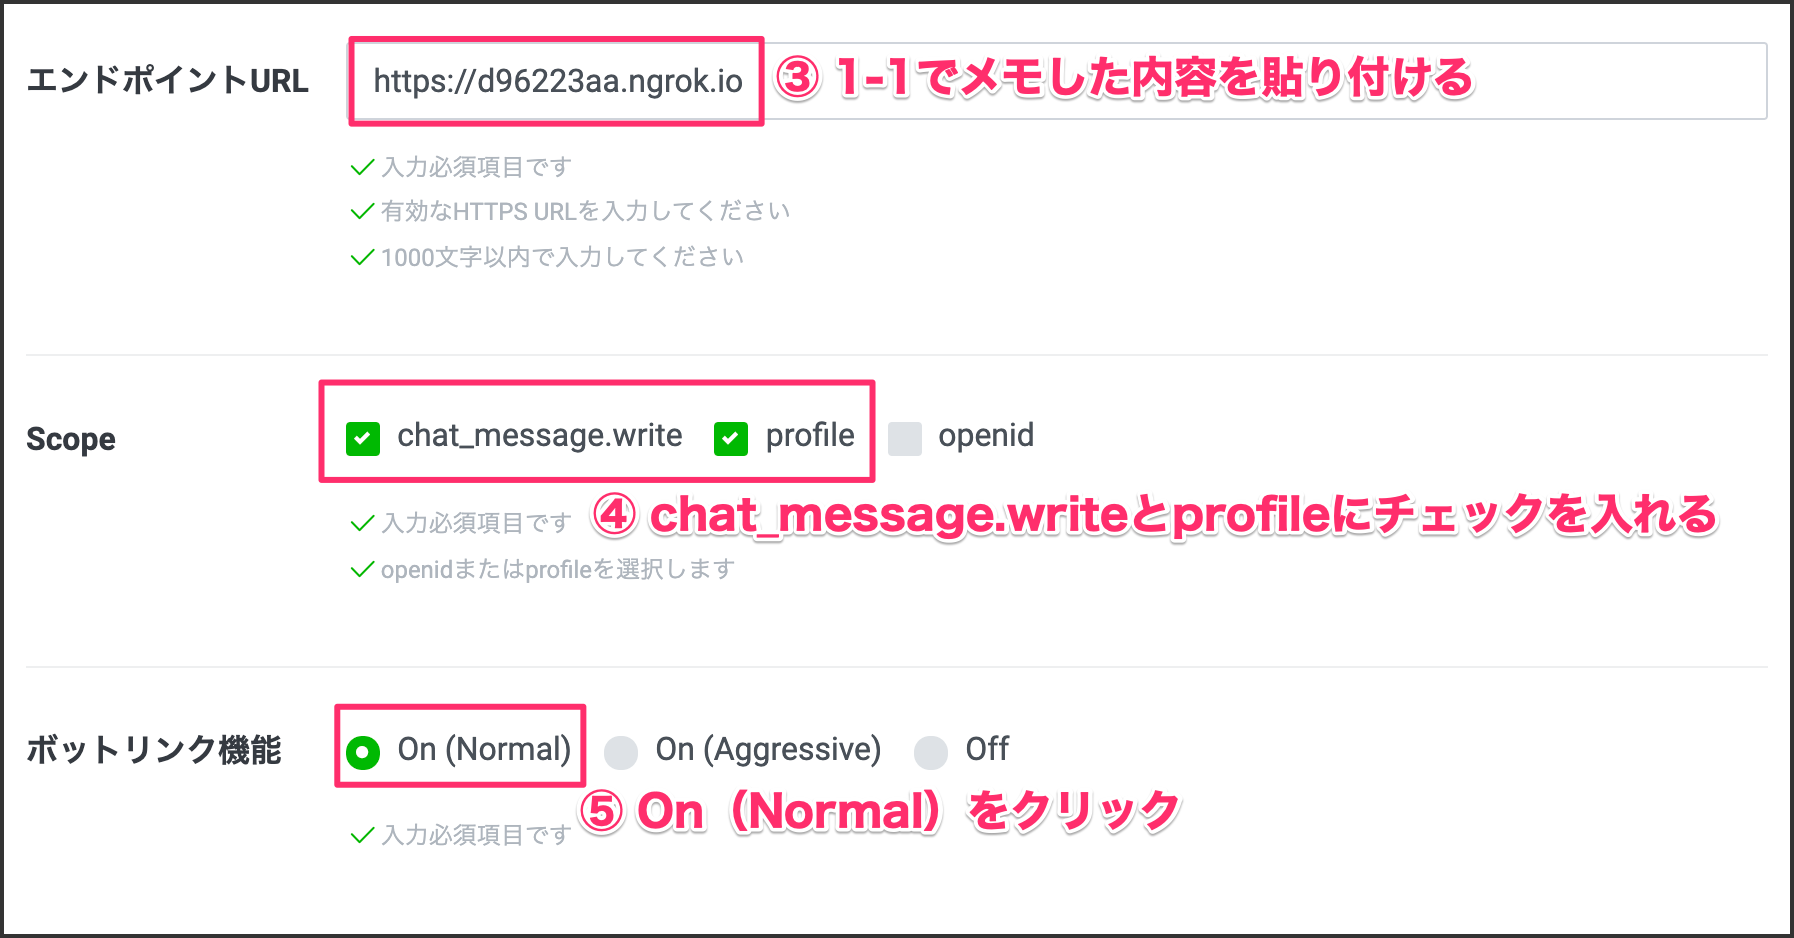 エンドポイントURL
https://d96223aa.ngrok.io
③ 1-1でメモした内容を貼り付ける
入力必須項目です
有効なHTTPS URLを入力してください
1000文字以内で入力してください
Scope
chat_message.write profile openid
入力必須項目です
④ chat_message.writeとprofileにチェックを入れる
openidまたはprofileを選択します
ボットリンク機能
On (Normal) On (Aggressive) Off
⑤ On（Normal）をクリック
入力必須項目です